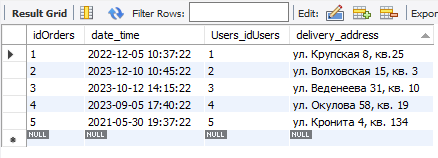 Result Grid Filter Rows: Edit: Expor
idOrders date_time Users_idUsers delivery_address
1 2022-12-05 10:37:22 1 ул. Крупская 8, кв.25
2 2023-12-10 10:45:22 2 ул. Волховская 15, кв. 3
3 2023-10-12 14:15:22 3 ул. Веденеева 31, кв. 10
4 2023-09-05 17:40:22 4 ул. Окулова 58, кв. 19
5 2021-05-30 19:37:22 5 ул. Кронита 4, кв. 134
NULL NULL NULL NULL